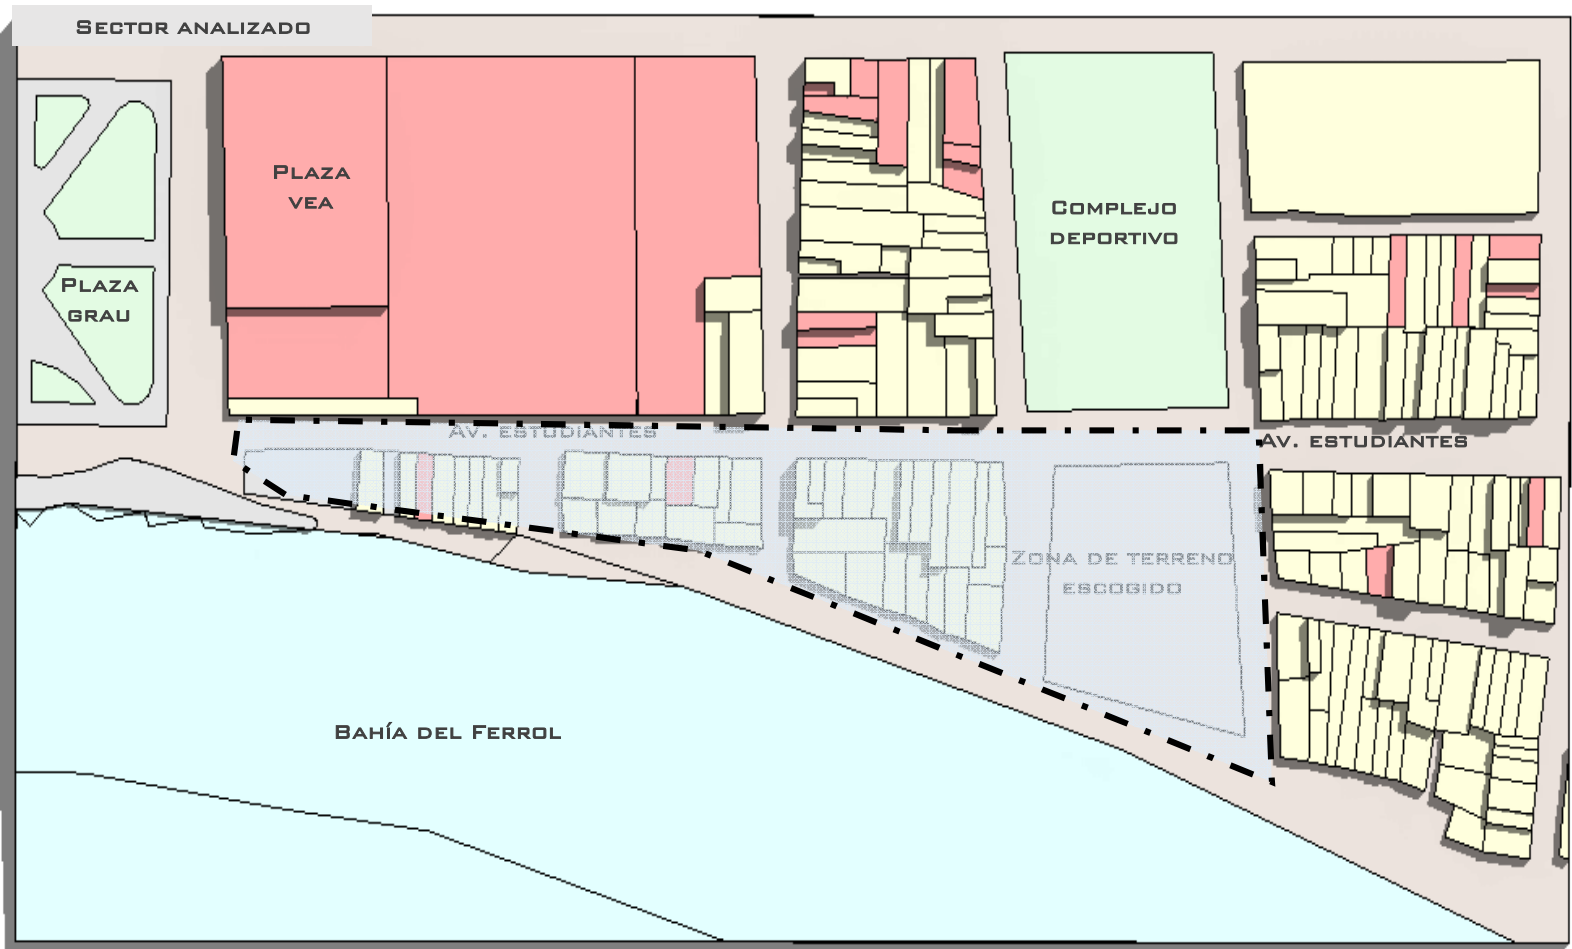 Sector analizado
Plaza
vea
Complejo
deportivo
Plaza
grau
Av. estudiantes
Av. estudiantes
Zona de terreno
escogido
Bahía del Ferrol